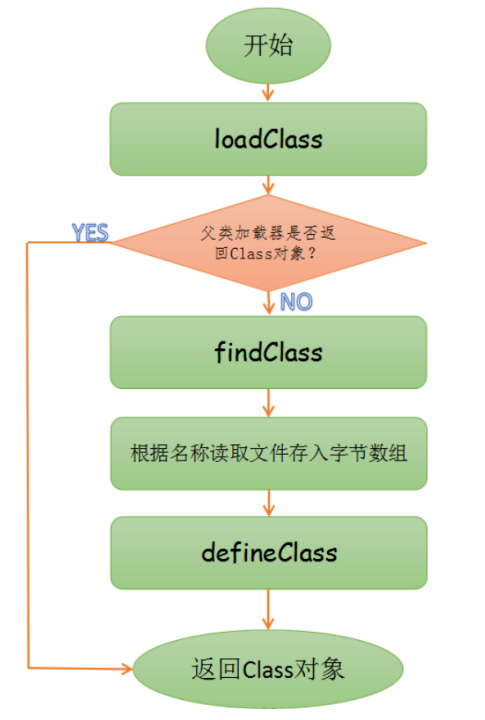 开始
loadClass
YES
父类加载器是否返
回Class对象？
NO
findClass
根据名称读取文件存入字节数组
defineClass
返回Class对象